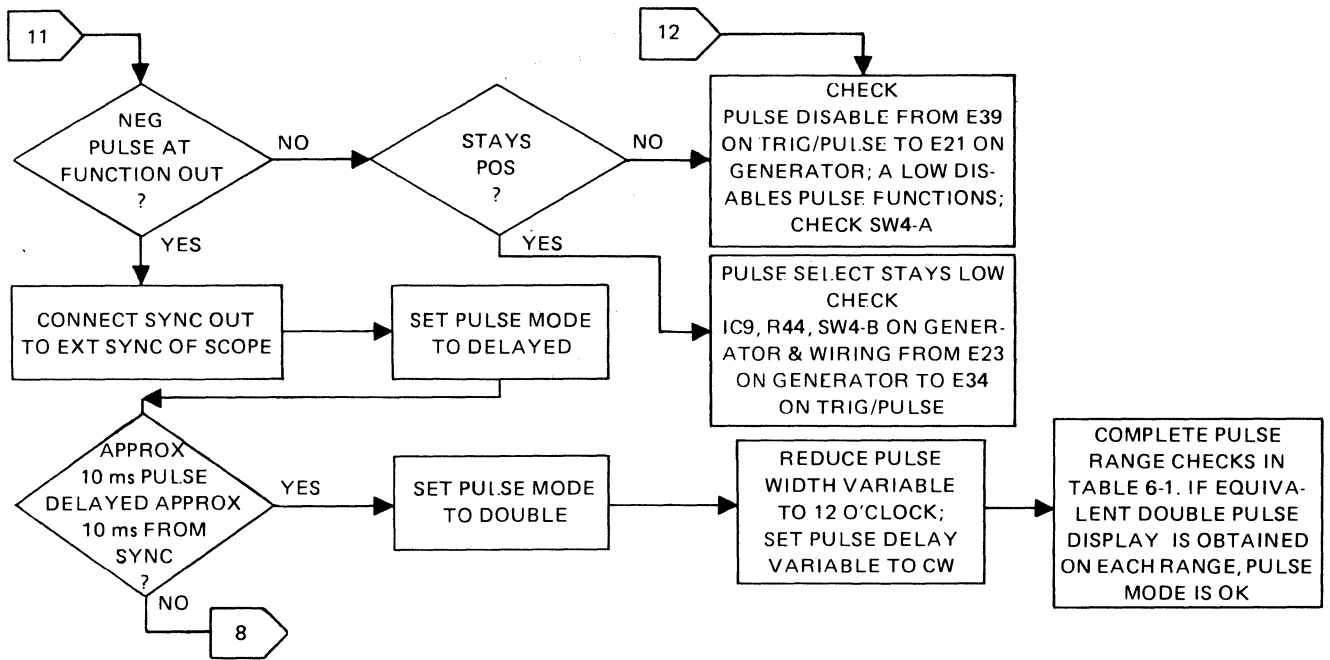 11
NEG
PULSE AT
FUNCTION OUT
?
NO
YES
STAYS
POS
?
NO
YES
12
CHECK
PULSE DISABLE FROM E39
ON TRIG/PULSE TO E21 ON
GENERATOR; A LOW DIS-
ABLES PULSE FUNCTIONS;
CHECK SW4-A
PULSE SELECT STAYS LOW
CHECK
IC9, R44, SW4-B ON GENER-
ATOR & WIRING FROM E23
ON GENERATOR TO E34
ON TRIG/PULSE
CONNECT SYNC OUT
TO EXT SYNC OF SCOPE
SET PULSE MODE
TO DELAYED
APPROX
10 ms PULSE
DELAYED APPROX
10 ms FROM
SYNC
?
YES
NO
8
SET PULSE MODE
TO DOUBLE
REDUCE PULSE
WIDTH VARIABLE
TO 12 O'CLOCK;
SET PULSE DELAY
VARIABLE TO CW
COMPLETE PULSE
RANGE CHECKS IN
TABLE 6-1. IF EQUIVA-
LENT DOUBLE PULSE
DISPLAY IS OBTAINED
ON EACH RANGE, PULSE
MODE IS OK